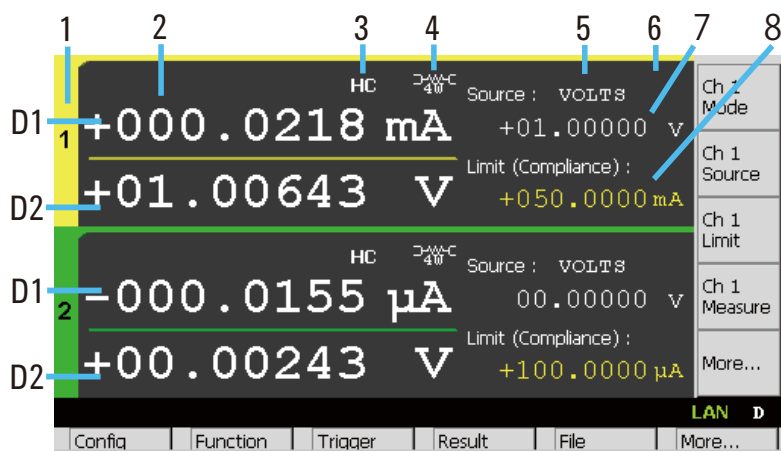 1 2 3 4 5 6 7 8
HC 4W
Source : VOLTS
D1 1 +000.0218 mA +01.00000 V
Limit (Compliance) :
D2 +01.00643 V +050.0000 mA
HC 4W
Source : VOLTS
D1 2 -000.0155 µA 00.00000 V
Limit (Compliance) :
D2 +00.00243 V +100.0000 µA
Ch 1
Mode
Ch 1
Source
Ch 1
Limit
Ch 1
Measure
More...
LAN D
Config Function Trigger Result File More...